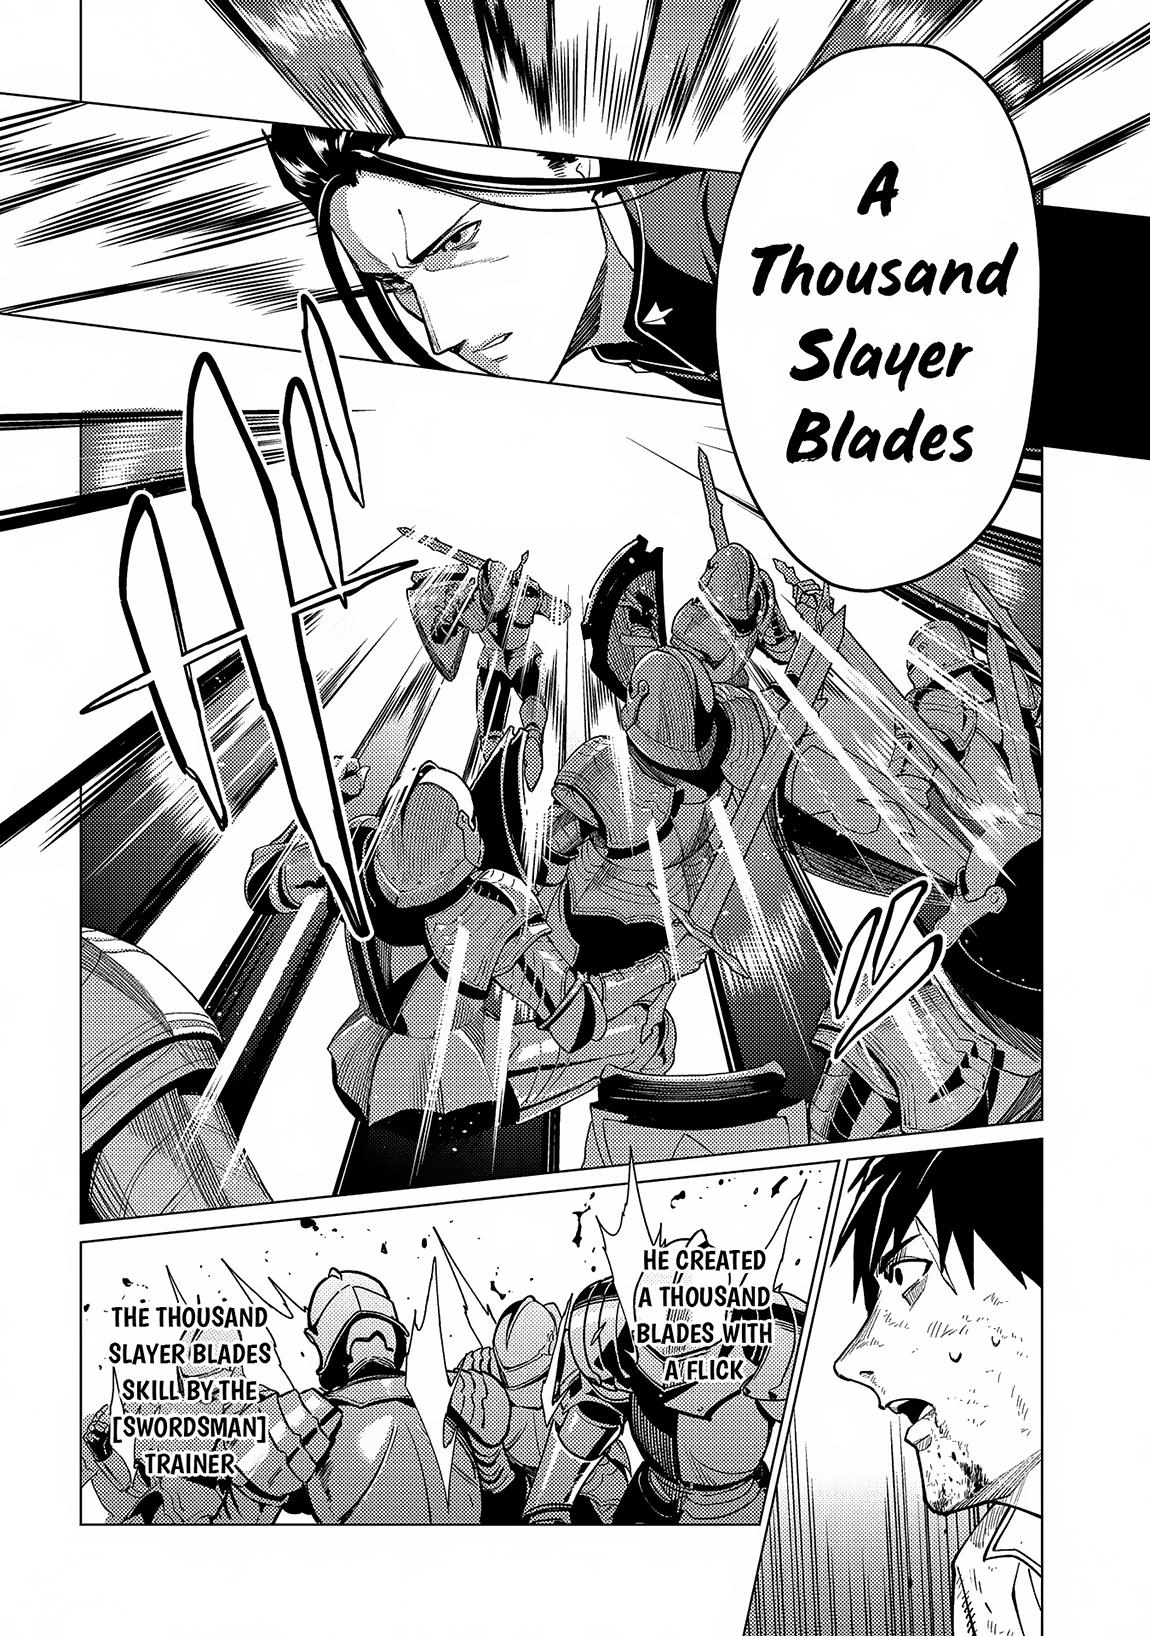 A
Thousand
Slayer
Blades
HE CREATED
A THOUSAND
BLADES WITH
A FLICK
THE THOUSAND
SLAYER BLADES
SKILL BY THE
[SWORDSMAN]
TRAINER